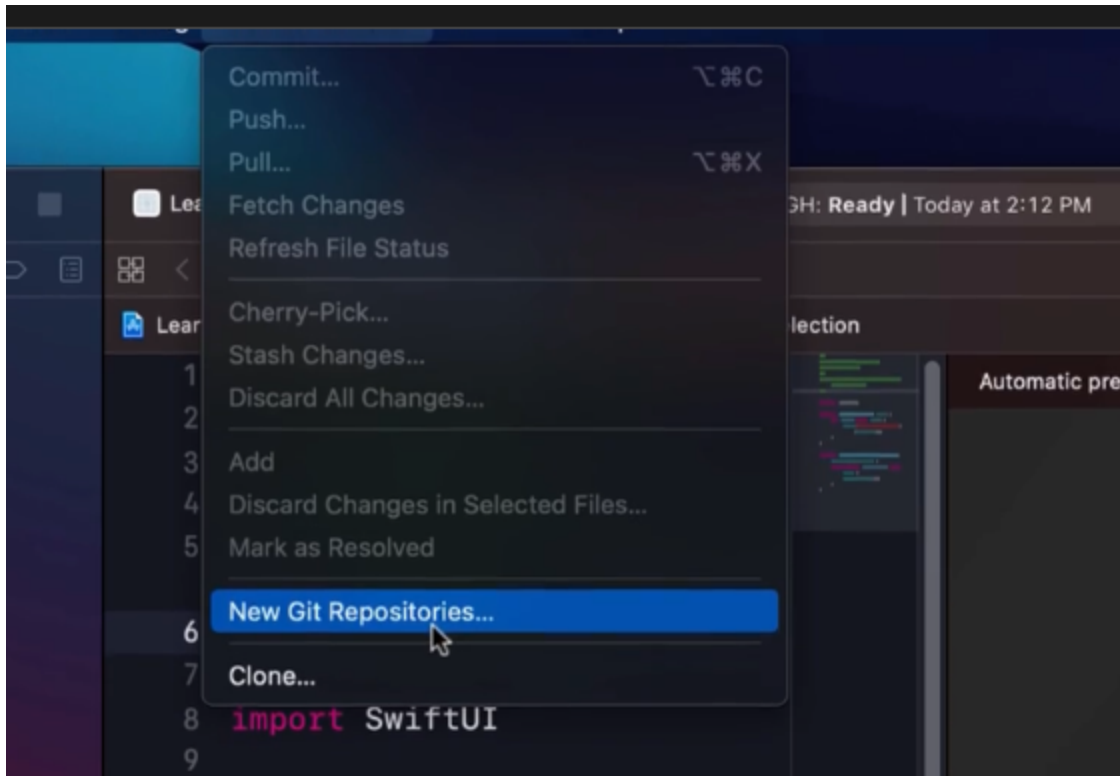 Commit... ⌥⌘C
Push...
Pull... ⌥⌘X
Fetch Changes
Refresh File Status
Cherry-Pick...
Stash Changes...
Discard All Changes...
Add
Discard Changes in Selected Files...
Mark as Resolved
New Git Repositories...
Clone...
Lea
GH: Ready | Today at 2:12 PM
Lear
lection
Automatic pre
1
2
3
4
5
6
7
8 import SwiftUI
9